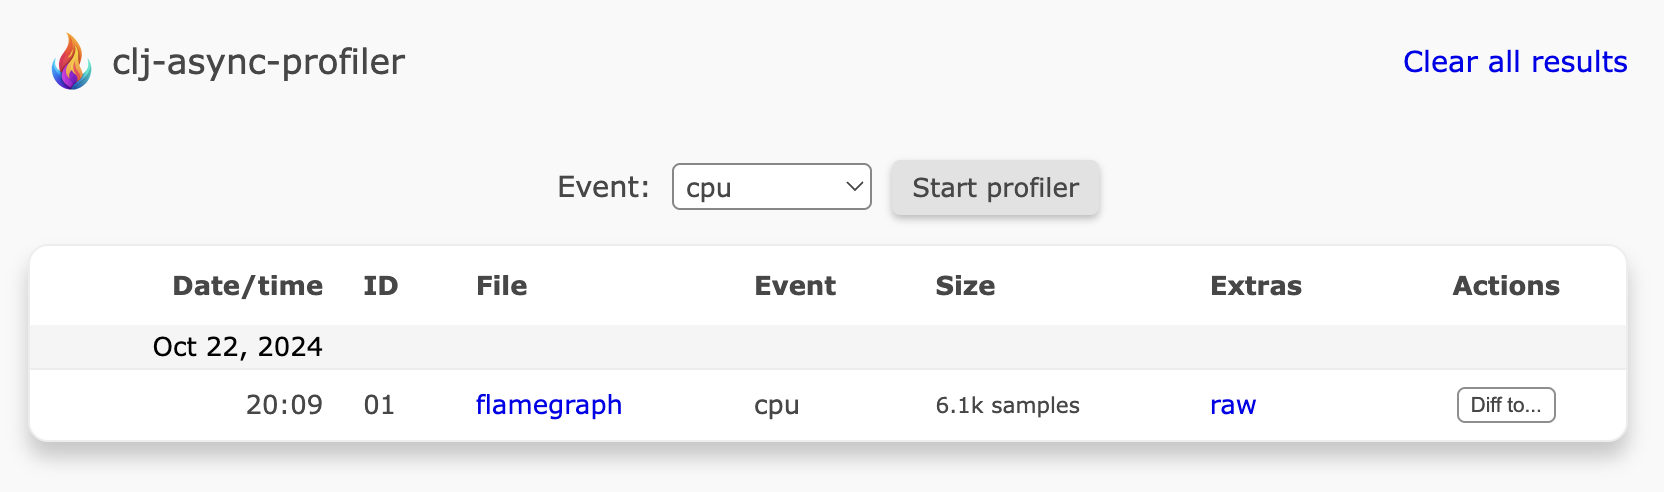 clj-async-profiler
Clear all results
Event: cpu Start profiler
Date/time ID File Event Size Extras Actions
Oct 22, 2024
20:09 01 flamegraph cpu 6.1k samples raw Diff to...